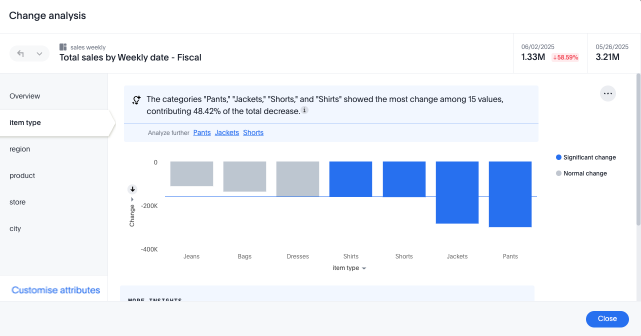 Change analysis
sales weekly
Total sales by Weekly date - Fiscal
06/02/2025
1.33M ↓58.59%
05/26/2025
3.21M
Overview
item type
region
product
store
city
Customise attributes
The categories "Pants," "Jackets," "Shorts," and "Shirts" showed the most change among 15 values,
contributing 48.42% of the total decrease.
Analyze further Pants Jackets Shorts
Significant change
Normal change
0
-200K
-400K
Change
Jeans Bags Dresses Shirts Shorts Jackets Pants
Item type
MORE INSIGHTS
Close